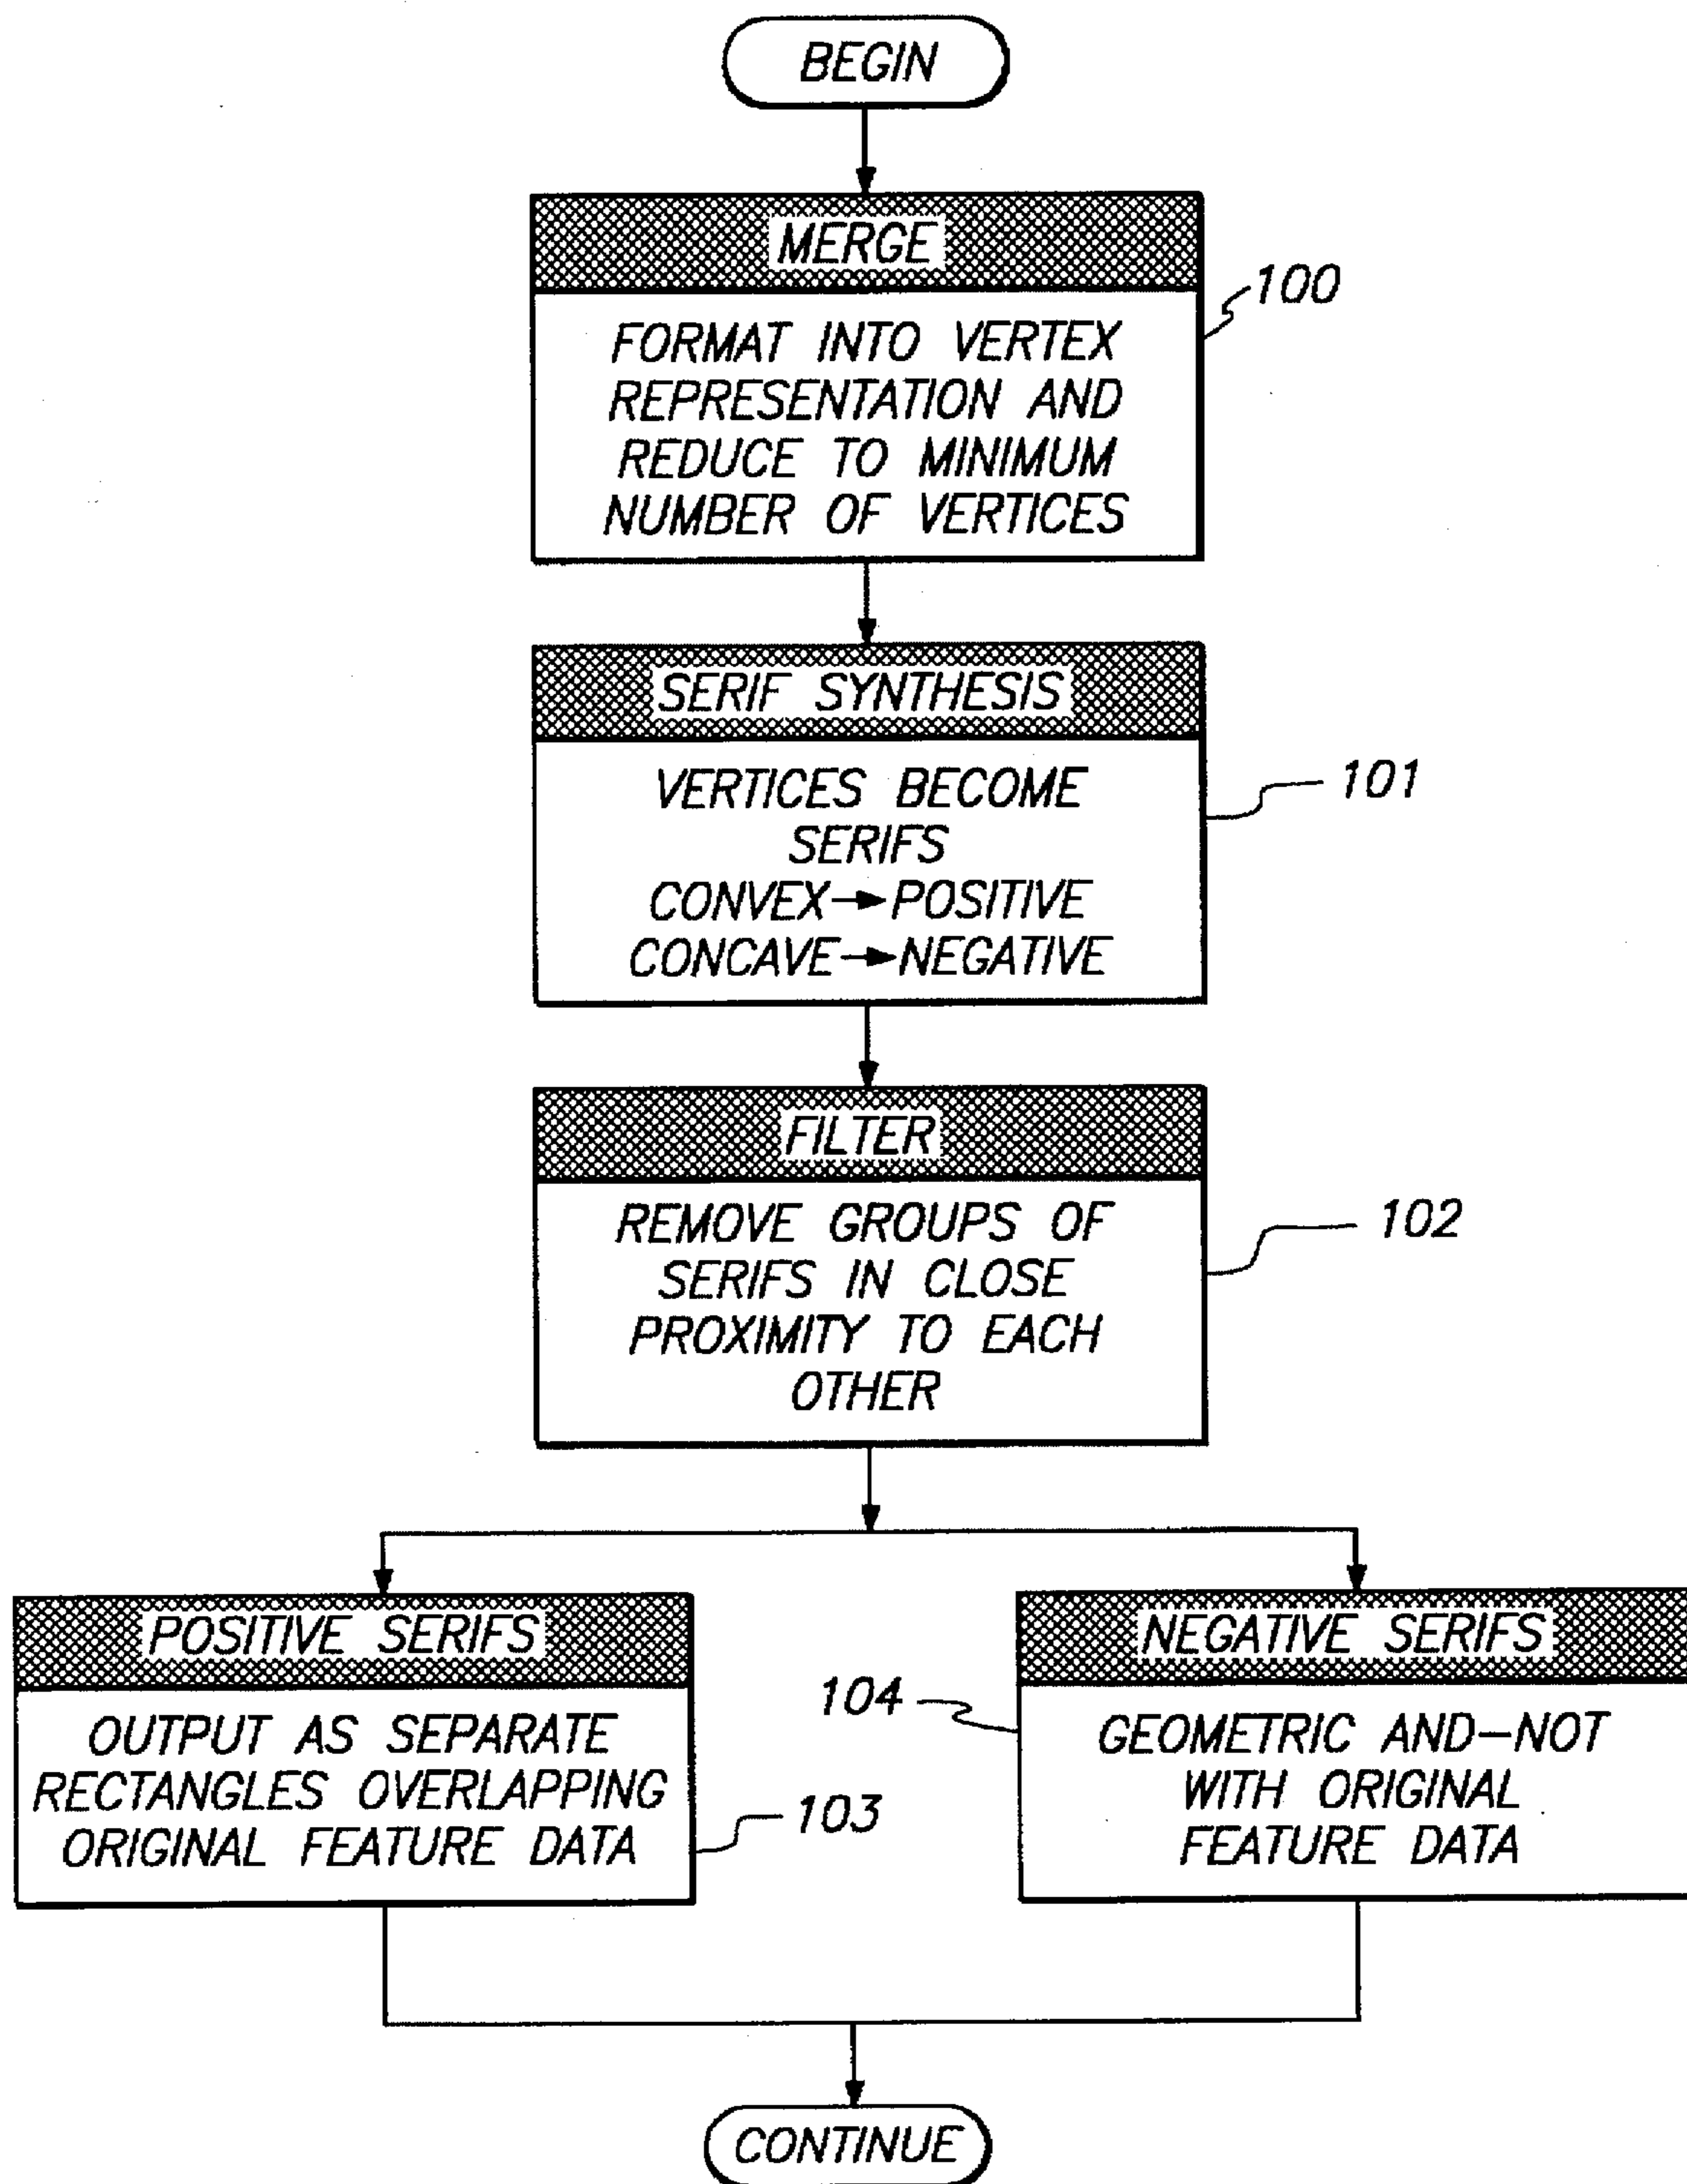 BEGIN
MERGE
100
FORMAT INTO VERTEX
REPRESENTATION AND
REDUCE TO MINIMUM
NUMBER OF VERTICES
SERIF SYNTHESIS
101
VERTICES BECOME
SERIFS
CONVEX→POSITIVE
CONCAVE→NEGATIVE
FILTER
102
REMOVE GROUPS OF
SERIFS IN CLOSE
PROXIMITY TO EACH
OTHER
POSITIVE SERIFS
OUTPUT AS SEPARATE
RECTANGLES OVERLAPPING
ORIGINAL FEATURE DATA
103
NEGATIVE SERIFS
104
GEOMETRIC AND-NOT
WITH ORIGINAL
FEATURE DATA
CONTINUE